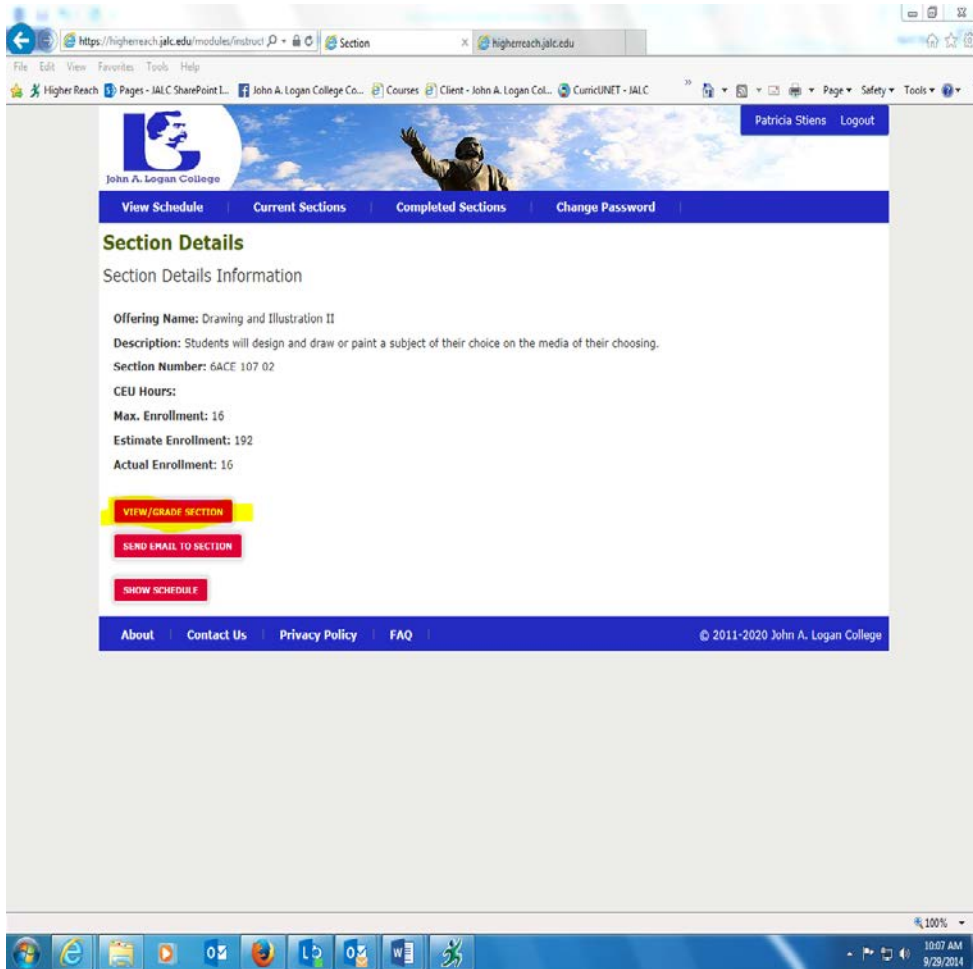 https://higherreach.jalc.edu/modules/instruct
Section
higherreach.jalc.edu
File Edit View Favorites Tools Help
Higher Reach Pages - JALC SharePoint I... John A. Logan College Co... Courses Client - John A. Logan Col... CurricUNET - JALC » Page Safety Tools
Patricia Stiens Logout
John A. Logan College
View Schedule Current Sections Completed Sections Change Password
Section Details
Section Details Information
Offering Name: Drawing and Illustration II
Description: Students will design and draw or paint a subject of their choice on the media of their choosing.
Section Number: 6ACE 107 02
CEU Hours:
Max. Enrollment: 16
Estimate Enrollment: 192
Actual Enrollment: 16
VIEW/GRADE SECTION
SEND EMAIL TO SECTION
SHOW SCHEDULE
About Contact Us Privacy Policy FAQ © 2011-2020 John A. Logan College
100%
10:07 AM
9/29/2014